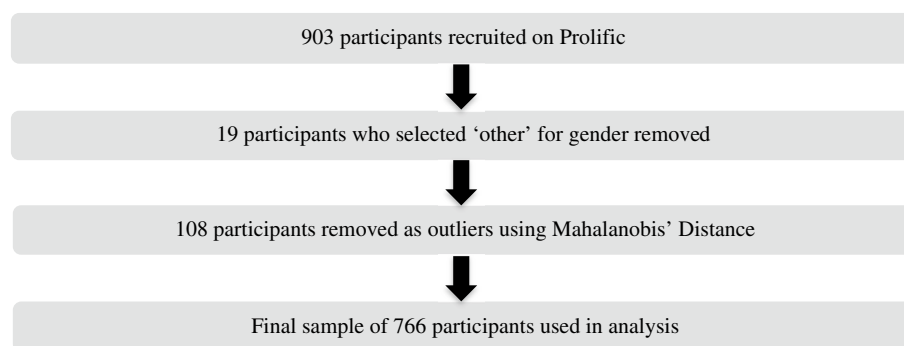 903 participants recruited on Prolific
19 participants who selected ‘other’ for gender removed
108 participants removed as outliers using Mahalanobis’ Distance
Final sample of 766 participants used in analysis